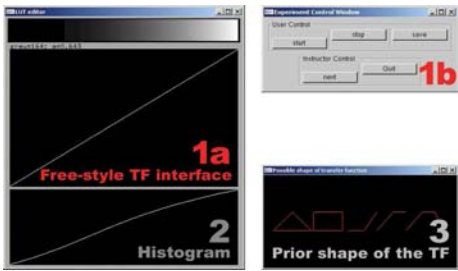 LUT editor
1a
Free-style TF interface
2
Histogram
Experiment Control Window
User Control
start
stop
save
Instructor Control
next
Quit
1b
Possible shape of transfer function
3
Prior shape of the TF